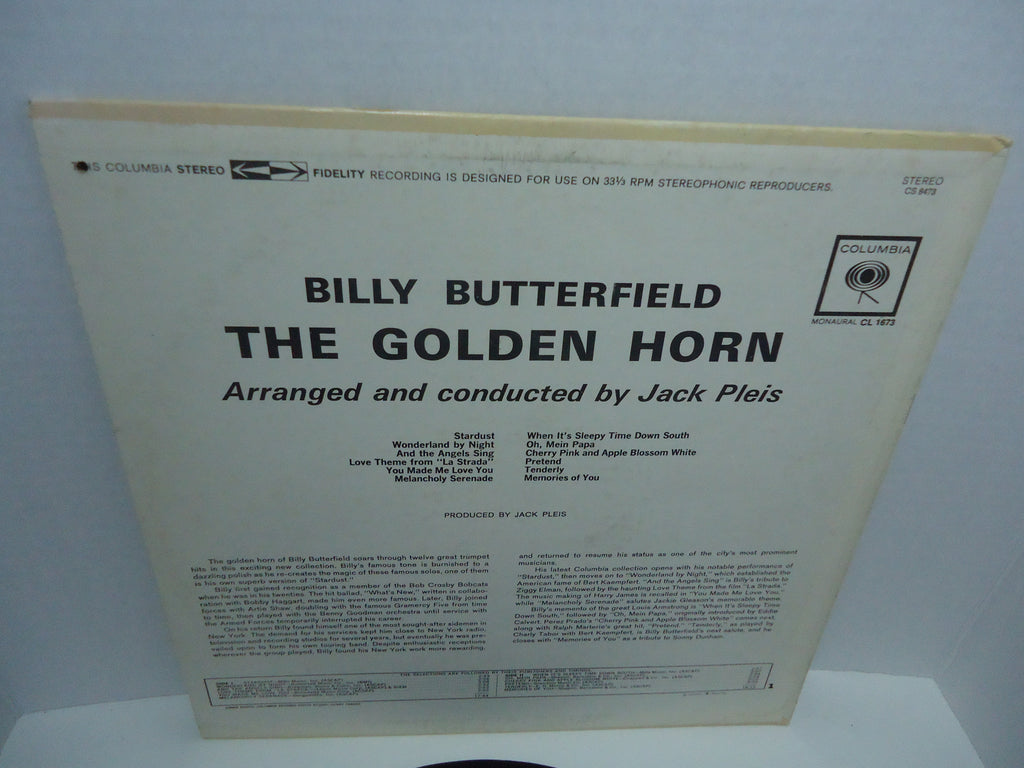 IS COLUMBIA STEREO FIDELITY RECORDING IS DESIGNED FOR USE ON 33⅓ RPM STEREOPHONIC REPRODUCERS.
STEREO
CS 8473
COLUMBIA
MONAURAL CL 1673
BILLY BUTTERFIELD
THE GOLDEN HORN
Arranged and conducted by Jack Pleis
Stardust
Wonderland by Night
And the Angels Sing
Love Theme from "La Strada"
You Made Me Love You
Melancholy Serenade
When It's Sleepy Time Down South
Oh, Mein Papa
Cherry Pink and Apple Blossom White
Pretend
Tenderly
Memories of You
PRODUCED BY JACK PLEIS
The golden horn of Billy Butterfield soars through twelve great trumpet
hits in this exciting new collection. Billy's famous tone is burnished to a
dazzling polish as he re-creates the magic of these famous solos, one of them
is his own superb version of "Stardust."
Billy first gained recognition as a member of the Bob Crosby Bobcats
when he was in his twenties. The hit ballad, "What's New," written in collabo-
ration with Bobby Haggart, made him even more famous. Later, Billy joined
forces with Artie Shaw, doubling with the famous Gramercy Five from time
to time, then played with the Benny Goodman orchestra until service with
the Armed Forces temporarily interrupted his career.
On his return Billy found himself one of the most sought-after sidemen in
New York. The demand for his services kept him close to New York radio,
television and recording studios for several years, but eventually he was pre-
vailed upon to form his own touring band. Despite enthusiastic receptions
wherever the group played, Billy found his New York work more rewarding,
and returned to resume his status as one of the city's most prominent
musicians.
His latest Columbia collection opens with his notable performance of
"Stardust," then moves on to "Wonderland by Night," which established the
American fame of Bert Kaempfert. "And the Angels Sing" is Billy's tribute to
Ziggy Elman, followed by the haunting Love Theme from the film "La Strada."
The music making of Harry James is recalled in "You Made Me Love You,"
while "Melancholy Serenade" salutes Jackie Gleason's memorable theme.
Billy's memento of the great Louis Armstrong is "When It's Sleepy Time
Down South," followed by "Oh, Mein Papa," originally introduced by Eddie
Calvert. Perez Prado's "Cherry Pink and Apple Blossom White" comes next,
along with Ralph Marterie's great hit, "Pretend." "Tenderly," as played by
Charly Tabor with Bert Kaempfert, is Billy Butterfield's next salute, and he
closes with "Memories of You" as a tribute to Sonny Dunham.
THE SELECTIONS ARE FOLLOWED BY THEIR PUBLISHERS AND TIMINGS
1